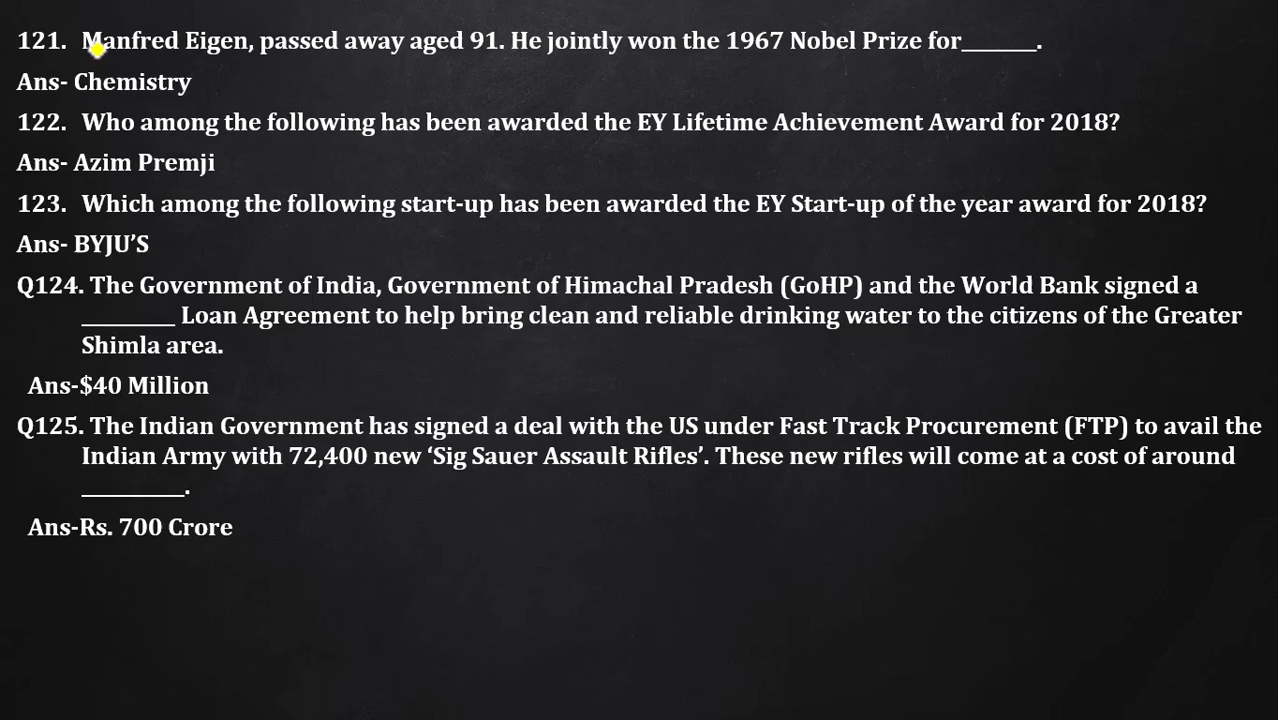 121. Manfred Eigen, passed away aged 91. He jointly won the 1967 Nobel Prize for_______.
Ans- Chemistry
122. Who among the following has been awarded the EY Lifetime Achievement Award for 2018?
Ans- Azim Premji
123. Which among the following start-up has been awarded the EY Start-up of the year award for 2018?
Ans- BYJU’S
Q124. The Government of India, Government of Himachal Pradesh (GoHP) and the World Bank signed a
_________ Loan Agreement to help bring clean and reliable drinking water to the citizens of the Greater
Shimla area.
Ans-$40 Million
Q125. The Indian Government has signed a deal with the US under Fast Track Procurement (FTP) to avail the
Indian Army with 72,400 new ‘Sig Sauer Assault Rifles’. These new rifles will come at a cost of around
__________.
Ans-Rs. 700 Crore